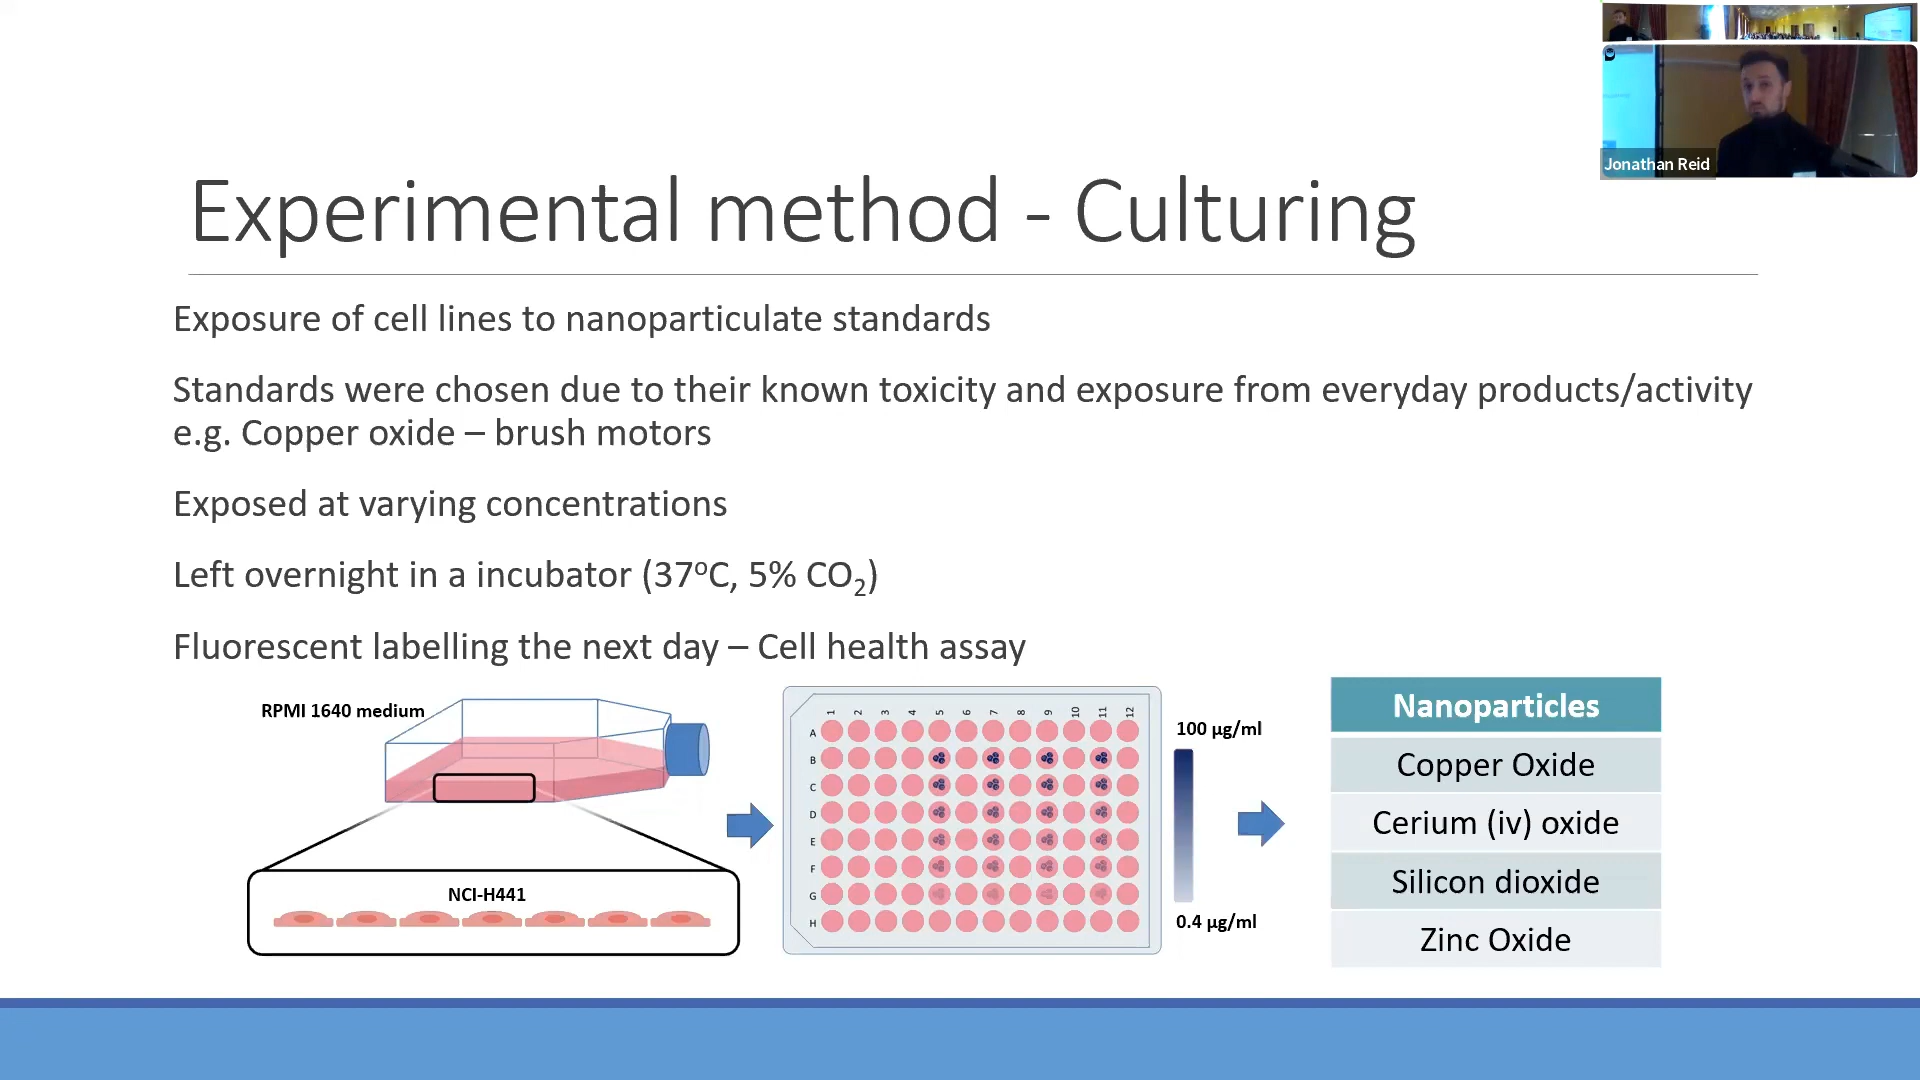 Jonathan Reid
Experimental method - Culturing
Exposure of cell lines to nanoparticulate standards
Standards were chosen due to their known toxicity and exposure from everyday products/activity
e.g. Copper oxide – brush motors
Exposed at varying concentrations
Left overnight in a incubator (37ᵒC, 5% CO₂)
Fluorescent labelling the next day – Cell health assay
RPMI 1640 medium
NCI-H441
1 2 3 4 5 6 7 8 9 10 11 12
A
B
C
D
E
F
G
H
100 µg/ml
0.4 µg/ml
Nanoparticles
Copper Oxide
Cerium (iv) oxide
Silicon dioxide
Zinc Oxide